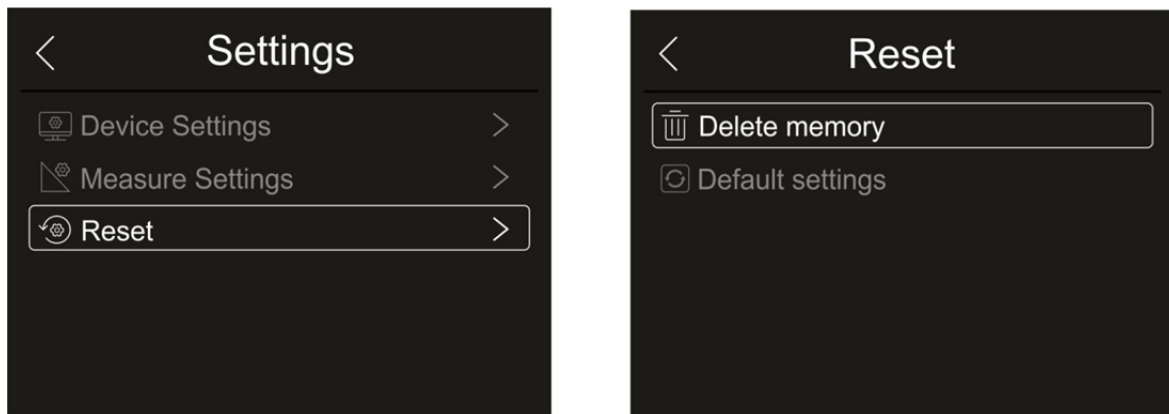 Settings
Device Settings
Measure Settings
Reset
Reset
Delete memory
Default settings